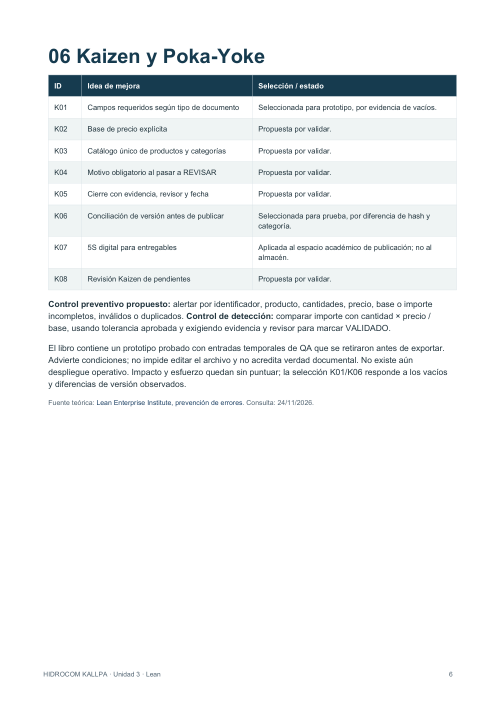 06 Kaizen y Poka-Yoke
ID Idea de mejora Selección / estado
K01 Campos requeridos según tipo de documento Seleccionada para prototipo, por evidencia de vacíos.
K02 Base de precio explícita Propuesta por validar.
K03 Catálogo único de productos y categorías Propuesta por validar.
K04 Motivo obligatorio al pasar a REVISAR Propuesta por validar.
K05 Cierre con evidencia, revisor y fecha Propuesta por validar.
K06 Conciliación de versión antes de publicar Seleccionada para prueba, por diferencia de hash y
categoría.
K07 5S digital para entregables Aplicada al espacio académico de publicación; no al
almacén.
K08 Revisión Kaizen de pendientes Propuesta por validar.
Control preventivo propuesto: alertar por identificador, producto, cantidades, precio, base o importe
incompletos, inválidos o duplicados. Control de detección: comparar importe con cantidad × precio /
base, usando tolerancia aprobada y exigiendo evidencia y revisor para marcar VALIDADO.
El libro contiene un prototipo probado con entradas temporales de QA que se retiraron antes de exportar.
Advierte condiciones; no impide editar el archivo y no acredita verdad documental. No existe aún
despliegue operativo. Impacto y esfuerzo quedan sin puntuar; la selección K01/K06 responde a los vacíos
y diferencias de versión observados.
Fuente teórica: Lean Enterprise Institute, prevención de errores. Consulta: 24/11/2026.
HIDROCOM KALLPA · Unidad 3 · Lean 6